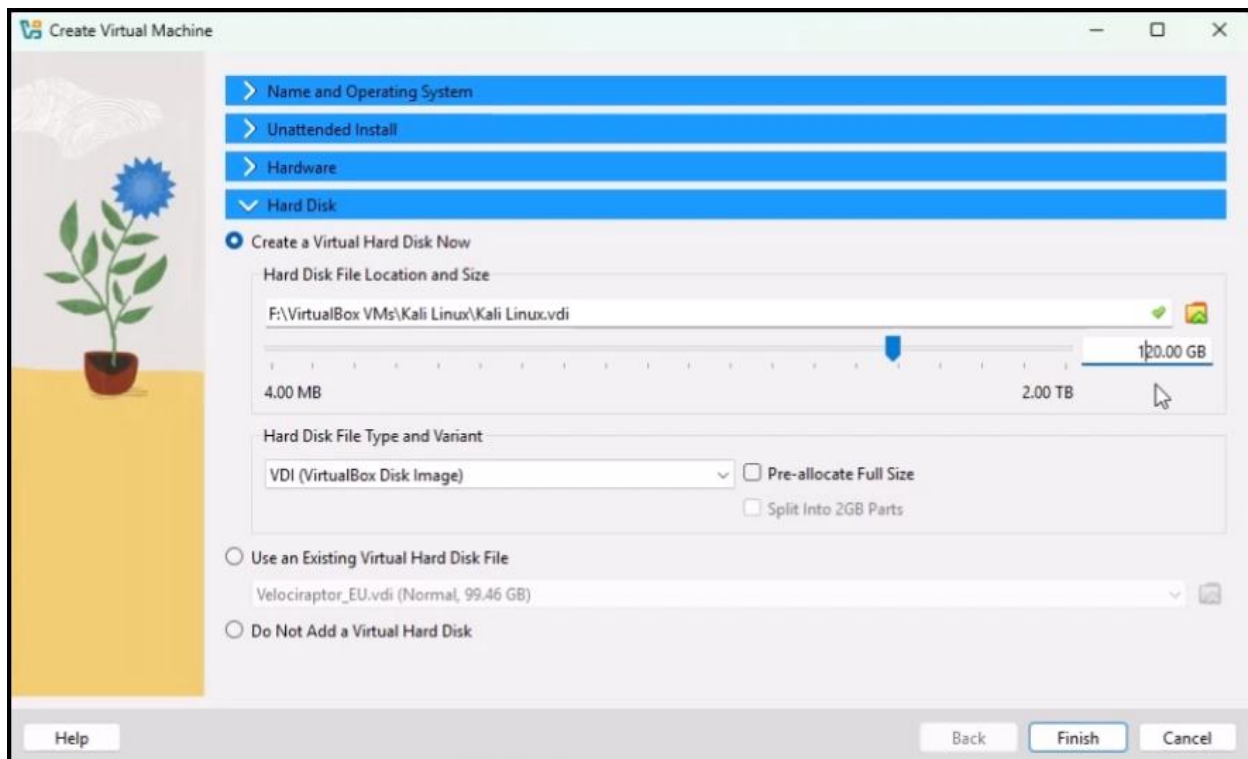 Create Virtual Machine
Name and Operating System
Unattended Install
Hardware
Hard Disk
Create a Virtual Hard Disk Now
Hard Disk File Location and Size
F:\VirtualBox VMs\Kali Linux\Kali Linux.vdi
120.00 GB
4.00 MB 2.00 TB
Hard Disk File Type and Variant
VDI (VirtualBox Disk Image) Pre-allocate Full Size
Split Into 2GB Parts
Use an Existing Virtual Hard Disk File
Velociraptor_EU.vdi (Normal, 99.46 GB)
Do Not Add a Virtual Hard Disk
Help Back Finish Cancel